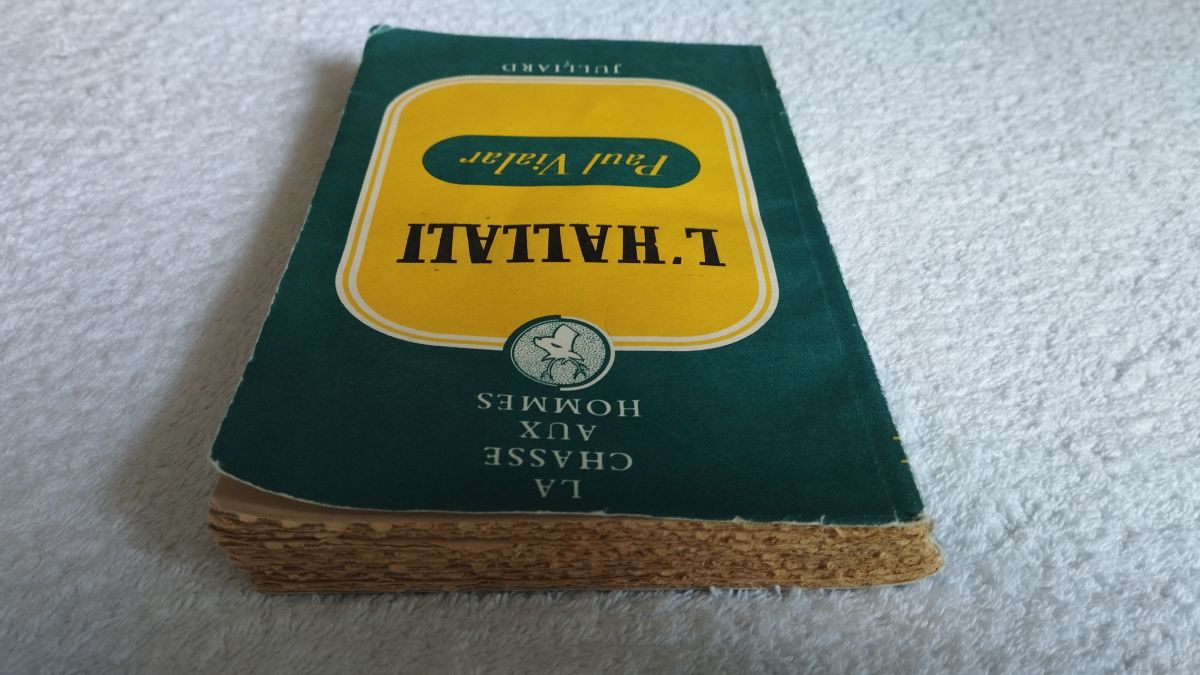 LA
CHASSE
AUX
HOMMES
L'HALLALI
Paul Vialar
JULLIARD